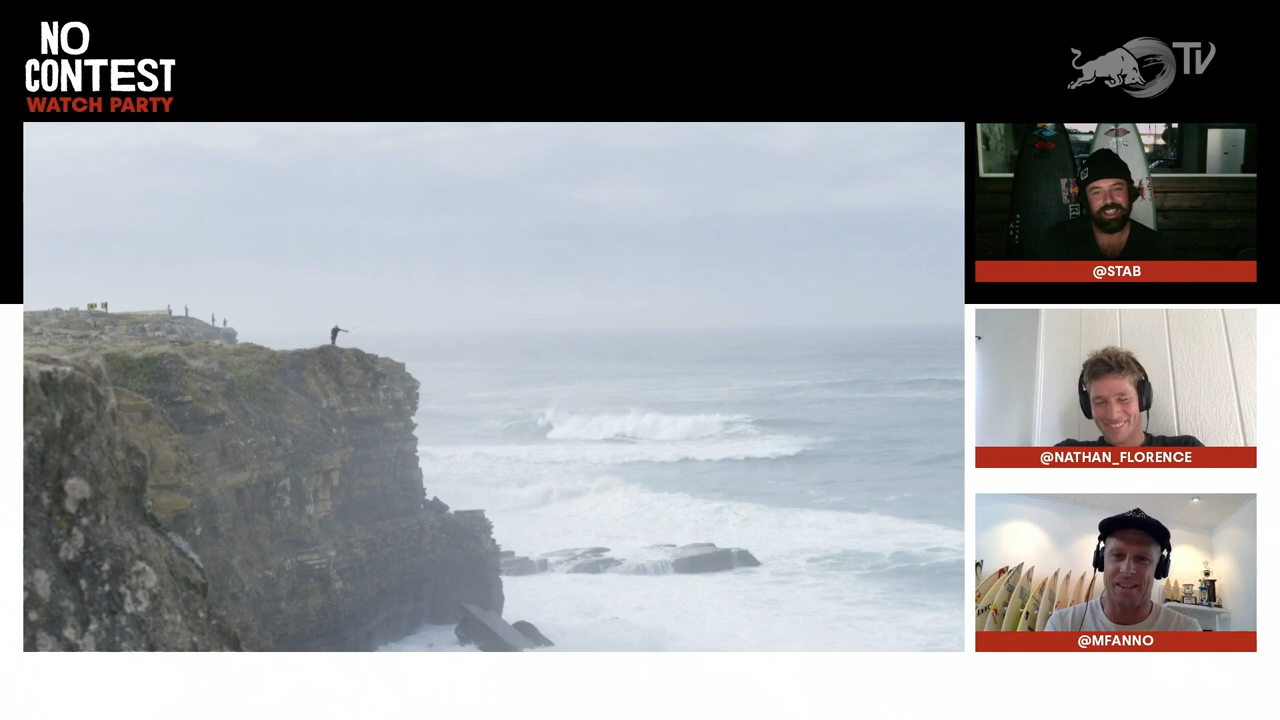 NO
CONTEST
WATCH PARTY
TV
@STAB
@NATHAN_FLORENCE
@MFANNO